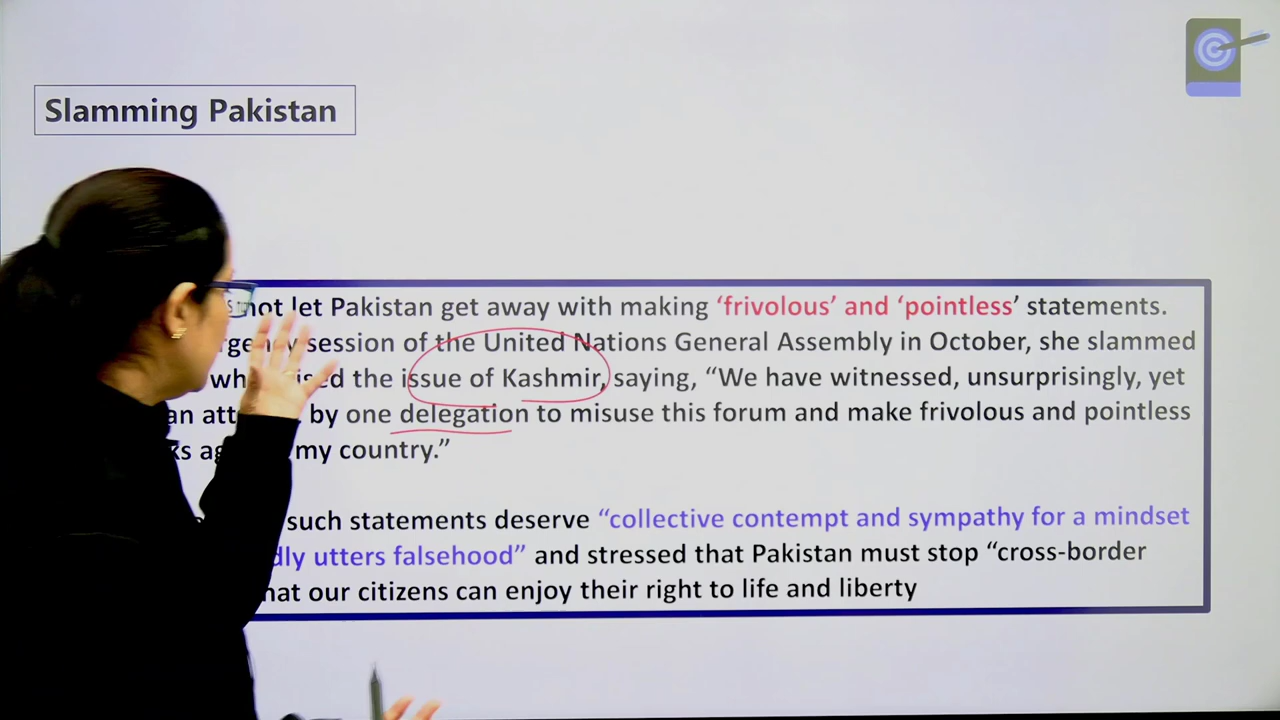 Slamming Pakistan
not let Pakistan get away with making ‘frivolous’ and ‘pointless’ statements.
session of the United Nations General Assembly in October, she slammed
the issue of Kashmir, saying, “We have witnessed, unsurprisingly, yet
by one delegation to misuse this forum and make frivolous and pointless
my country.”
such statements deserve “collective contempt and sympathy for a mindset
utters falsehood” and stressed that Pakistan must stop “cross-border
our citizens can enjoy their right to life and liberty